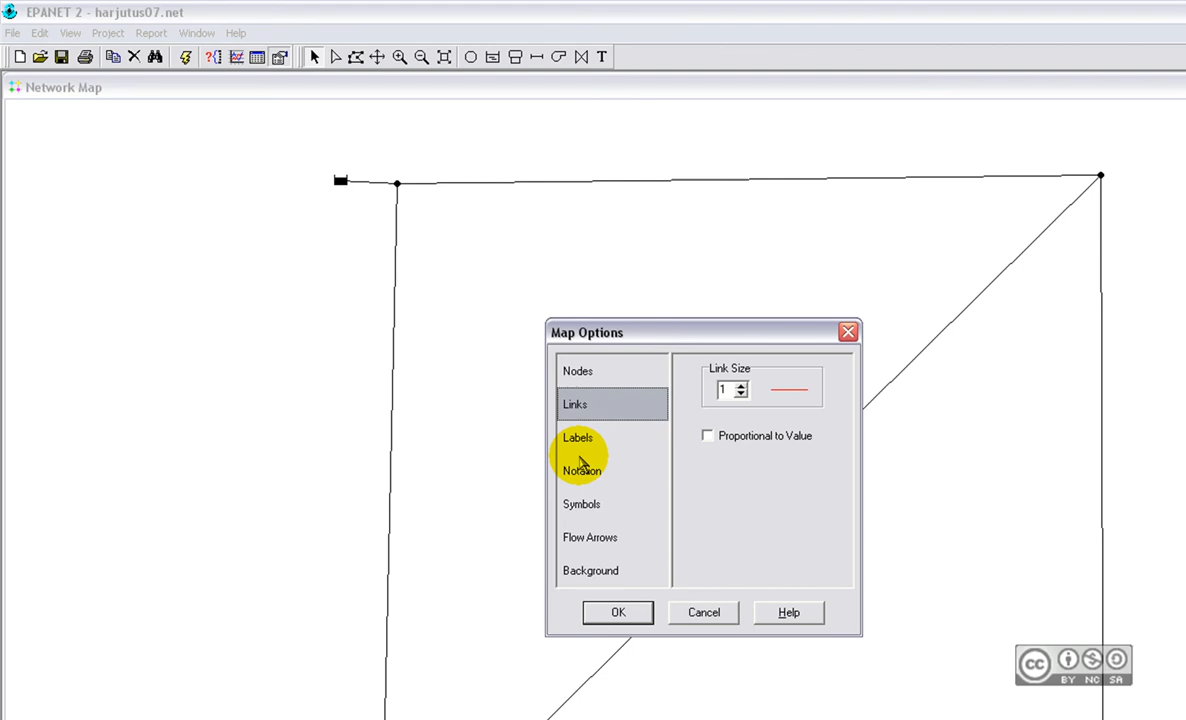 EPANET 2 - harjutus07.net
File Edit View Project Report Window Help
T
Network Map
Map Options
Nodes
Links
Labels
Notation
Symbols
Flow Arrows
Background
Link Size
1
Proportional to Value
OK Cancel Help
cc
BY NC SA